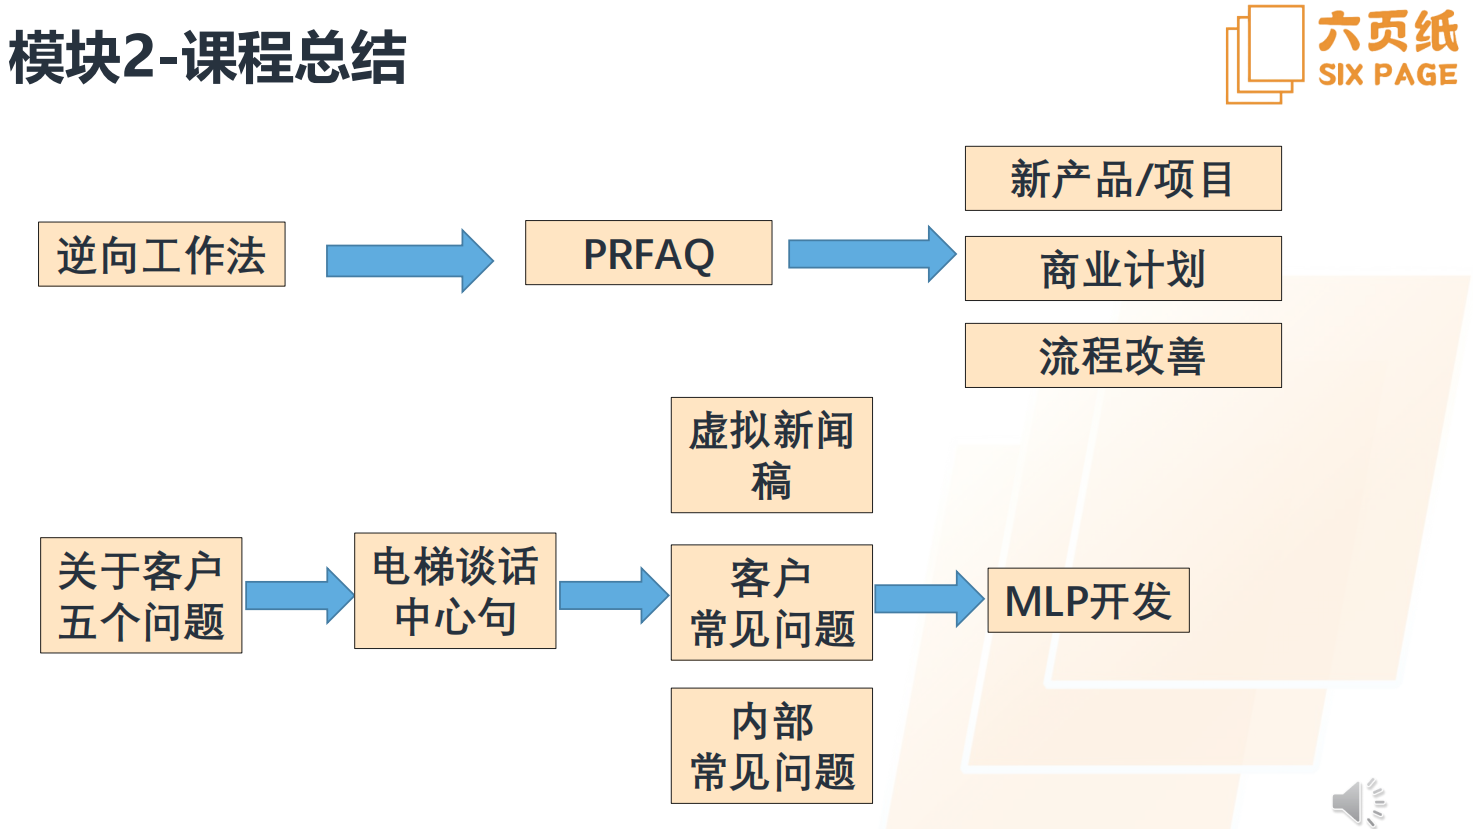 模块2-课程总结
六页纸
SIX PAGE
逆向工作法
PRFAQ
新产品/项目
商业计划
流程改善
关于客户
五个问题
电梯谈话
中心句
虚拟新闻
稿
客户
常见问题
内部
常见问题
MLP开发